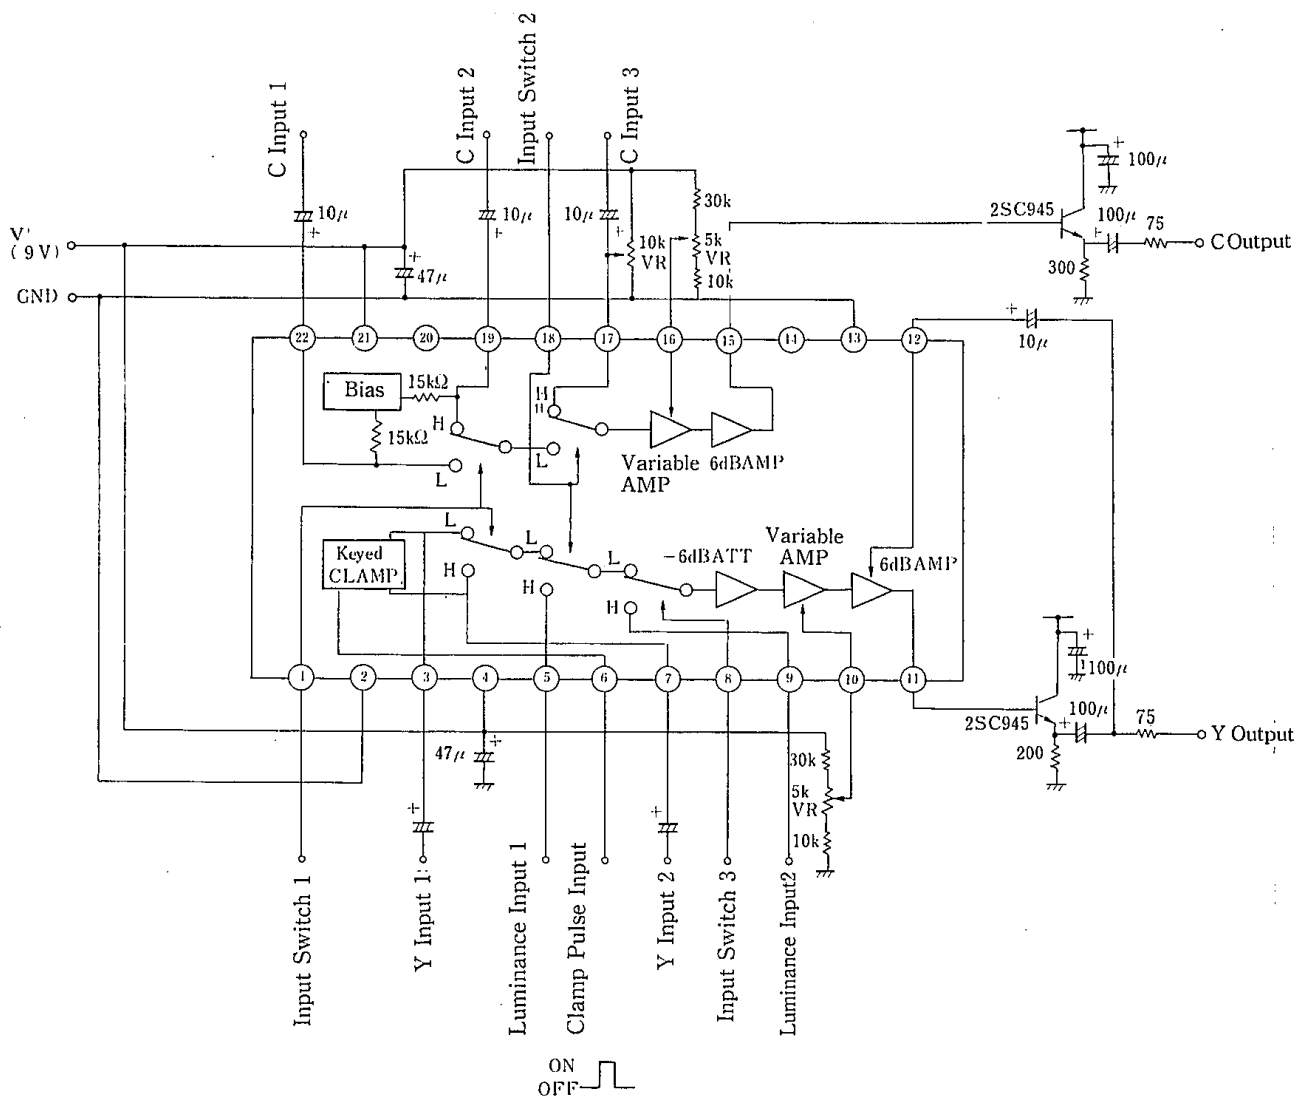 C Input 1
C Input 2
Input Switch 2
C Input 3
100μ
30k
2SC945
100μ
75
C Output
10μ
10μ
10μ
10k
VR
5k
VR
10k
300
(9V)
47μ
GND
10μ
22
21
20
19
18
17
16
15
14
13
12
Bias
15kΩ
15kΩ
H
L
H
L
Variable
AMP
6dBAMP
Keyed
CLAMP
L
H
L
H
L
H
-6dBATT
Variable
AMP
6dBAMP
1
2
3
4
5
6
7
8
9
10
11
100μ
2SC945
100μ
75
Y Output
200
47μ
30k
5k
VR
10k
Input Switch 1
Y Input 1
Luminance Input 1
Clamp Pulse Input
Y Input 2
Input Switch 3
Luminance Input2
ON
OFF